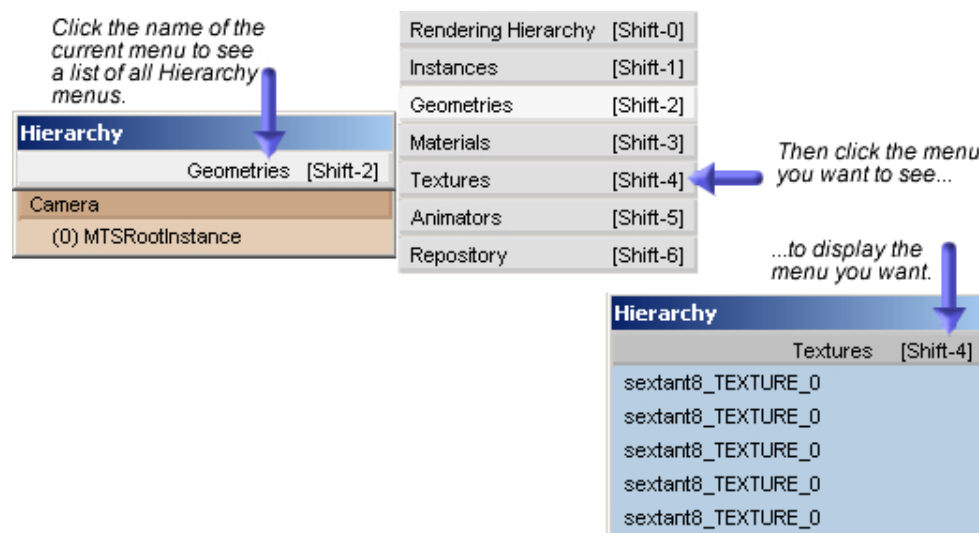 Click the name of the
current menu to see
a list of all Hierarchy
menus.
Hierarchy
Geometries [Shift-2]
Camera
(0) MTSRootInstance
Rendering Hierarchy [Shift-0]
Instances [Shift-1]
Geometries [Shift-2]
Materials [Shift-3]
Textures [Shift-4]
Animators [Shift-5]
Repository [Shift-6]
Then click the menu
you want to see...
...to display the
menu you want.
Hierarchy
Textures [Shift-4]
sextant8_TEXTURE_0
sextant8_TEXTURE_0
sextant8_TEXTURE_0
sextant8_TEXTURE_0
sextant8_TEXTURE_0